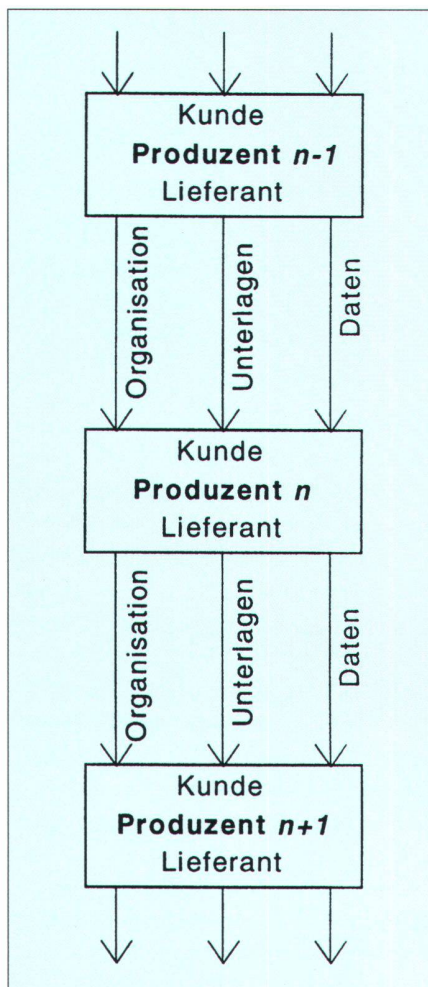 Kunde
Produzent n-1
Lieferant
Organisation
Unterlagen
Daten
Kunde
Produzent n
Lieferant
Organisation
Unterlagen
Daten
Kunde
Produzent n+1
Lieferant